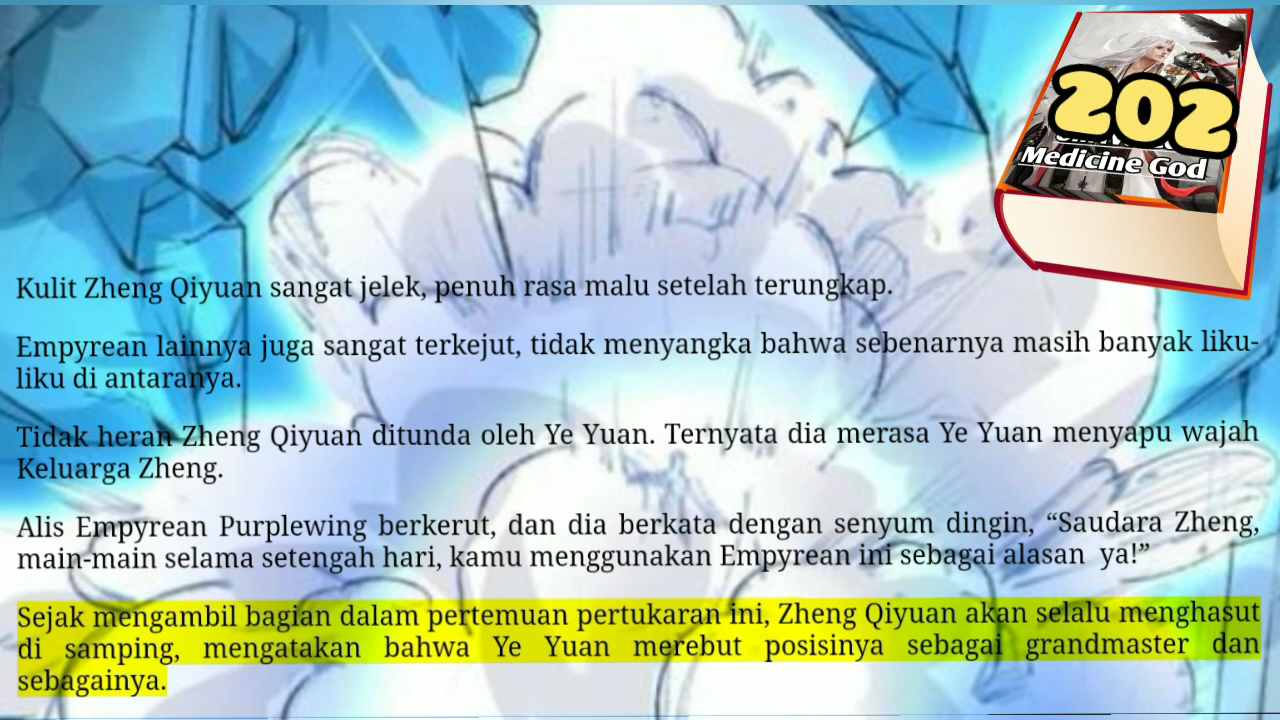 202
Medicine God
Kulit Zheng Qiyuan sangat jelek, penuh rasa malu setelah terungkap.
Empyrean lainnya juga sangat terkejut, tidak menyangka bahwa sebenarnya masih banyak liku-
liku di antaranya.
Tidak heran Zheng Qiyuan ditunda oleh Ye Yuan. Ternyata dia merasa Ye Yuan menyapu wajah
Keluarga Zheng.
Alis Empyrean Purplewing berkerut, dan dia berkata dengan senyum dingin, “Saudara Zheng,
main-main selama setengah hari, kamu menggunakan Empyrean ini sebagai alasan  ya!”
Sejak mengambil bagian dalam pertemuan pertukaran ini, Zheng Qiyuan akan selalu menghasut
di samping, mengatakan bahwa Ye Yuan merebut posisinya sebagai grandmaster dan
sebagainya.